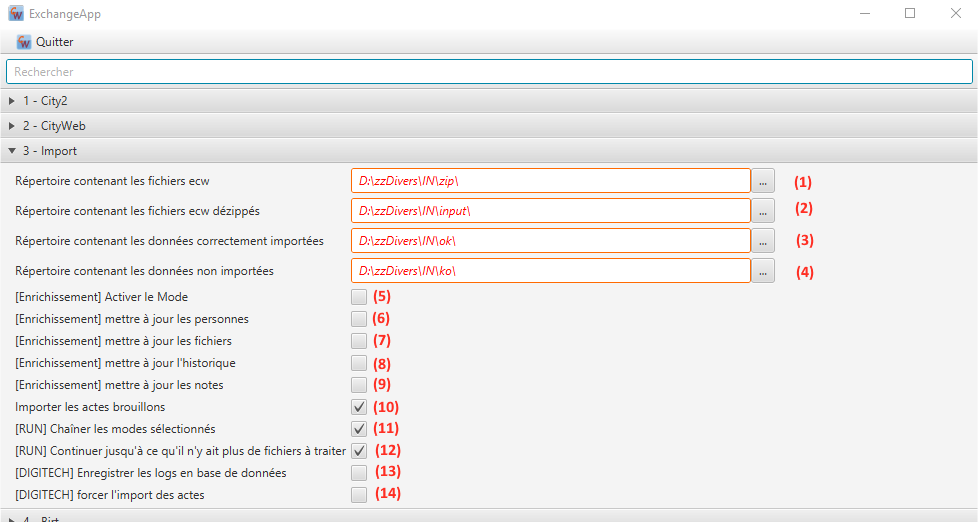 ExchangeApp
Quitter
Rechercher
1 - City2
2 - CityWeb
3 - Import
Répertoire contenant les fichiers ecw D:\zzDivers\IN\zip\ ... (1)
Répertoire contenant les fichiers ecw dézippés D:\zzDivers\IN\input\ ... (2)
Répertoire contenant les données correctement importées D:\zzDivers\IN\ok\ ... (3)
Répertoire contenant les données non importées D:\zzDivers\IN\ko\ ... (4)
[Enrichissement] Activer le Mode (5)
[Enrichissement] mettre à jour les personnes (6)
[Enrichissement] mettre à jour les fichiers (7)
[Enrichissement] mettre à jour l'historique (8)
[Enrichissement] mettre à jour les notes (9)
Importer les actes brouillons (10)
[RUN] Chaîner les modes sélectionnés (11)
[RUN] Continuer jusqu'à ce qu'il n'y ait plus de fichiers à traiter (12)
[DIGITECH] Enregistrer les logs en base de données (13)
[DIGITECH] forcer l'import des actes (14)
4 - Birt